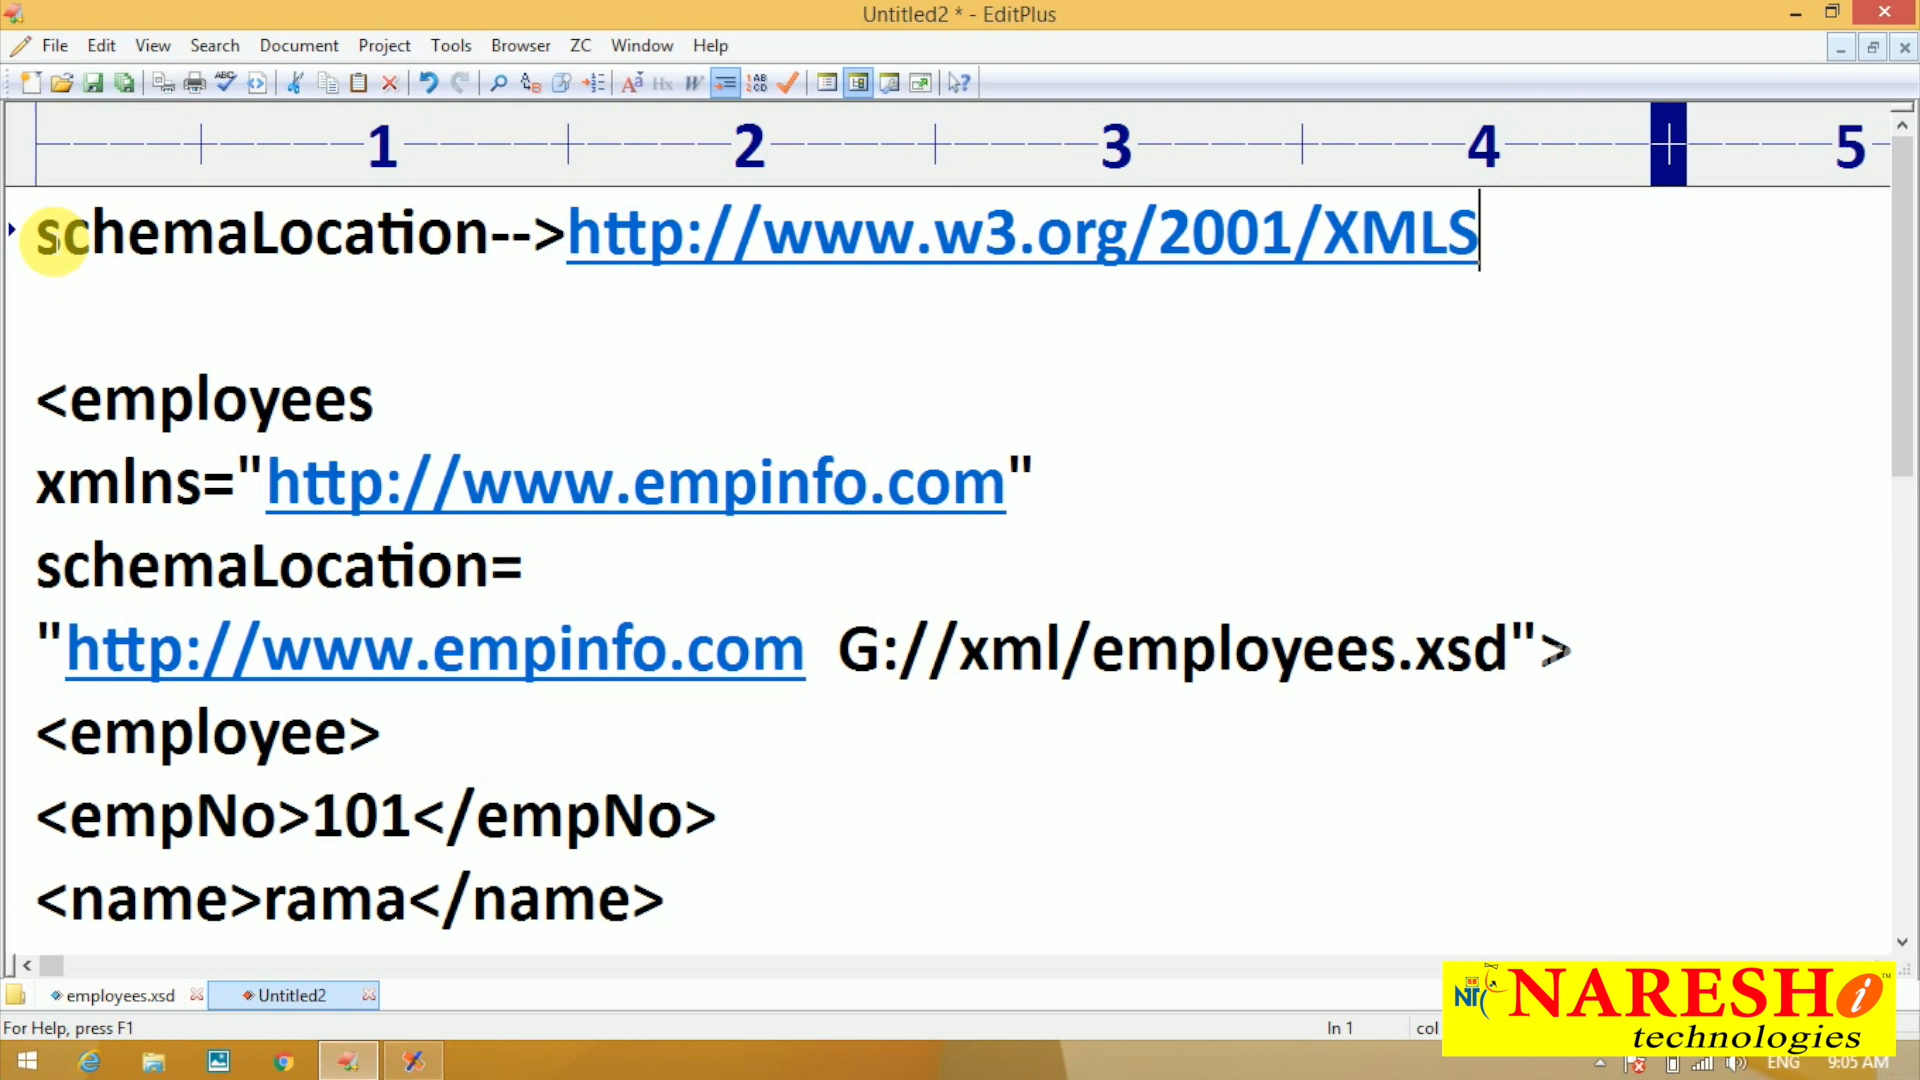 Untitled2 * - EditPlus
File Edit View Search Document Project Tools Browser ZC Window Help
1 2 3 4 5
schemaLocation-->http://www.w3.org/2001/XMLS
<employees
xmlns="http://www.empinfo.com"
schemaLocation=
"http://www.empinfo.com  G://xml/employees.xsd">
<employee>
<empNo>101</empNo>
<name>rama</name>
employees.xsd Untitled2
For Help, press F1 ln 1 col
NARESH i
technologies
ENG 9:05 AM